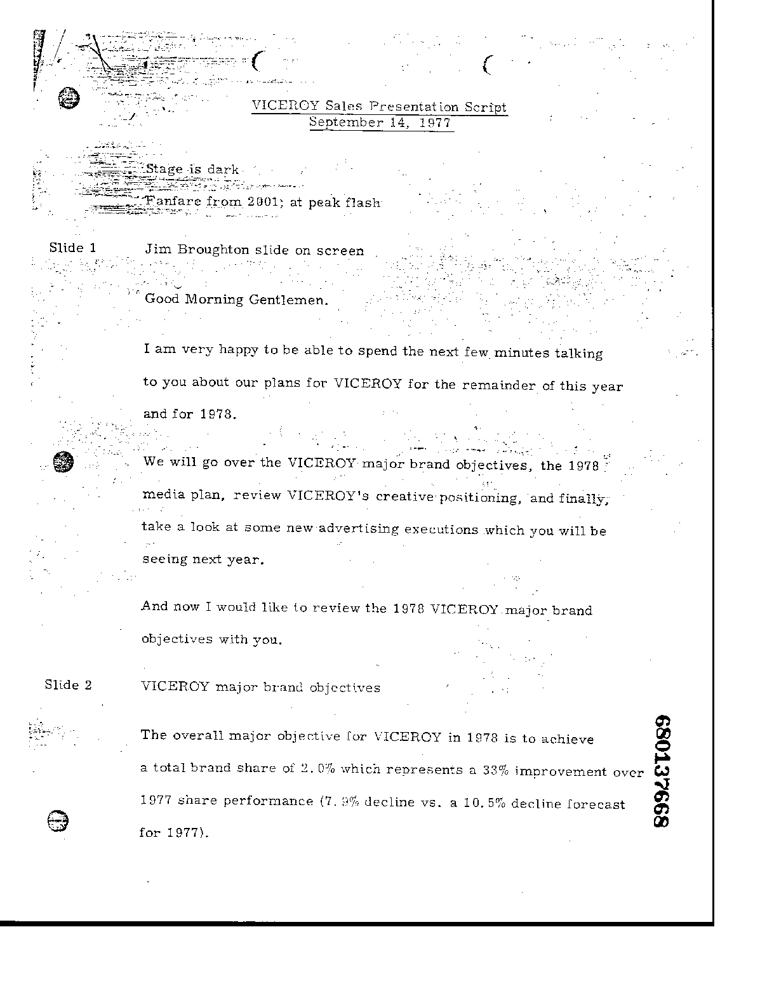 VICEROY Sales Presentation Script
September 14, 1977
Stage is dark
Fanfare from 2001; at peak flash
Slide 1 Jim Broughton slide on screen
Good Morning Gentlemen.
I am very happy to be able to spend the next few minutes talking
to you about our plans for VICEROY for the remainder of this year
and for 1978.
We will go over the VICEROY major brand objectives, the 1978
media plan, review VICEROY's creative positioning, and finally,
take a look at some new advertising executions which you will be
seeing next year.
And now I would like to review the 1978 VICEROY major brand
objectives with you.
Slide 2 VICEROY major brand objectives
The overall major objective for VICEROY in 1978 is to achieve
a total brand share of 2.0% which represents a 33% improvement over
1977 share performance (7.9% decline vs. a 10.5% decline forecast
for 1977).
680137668